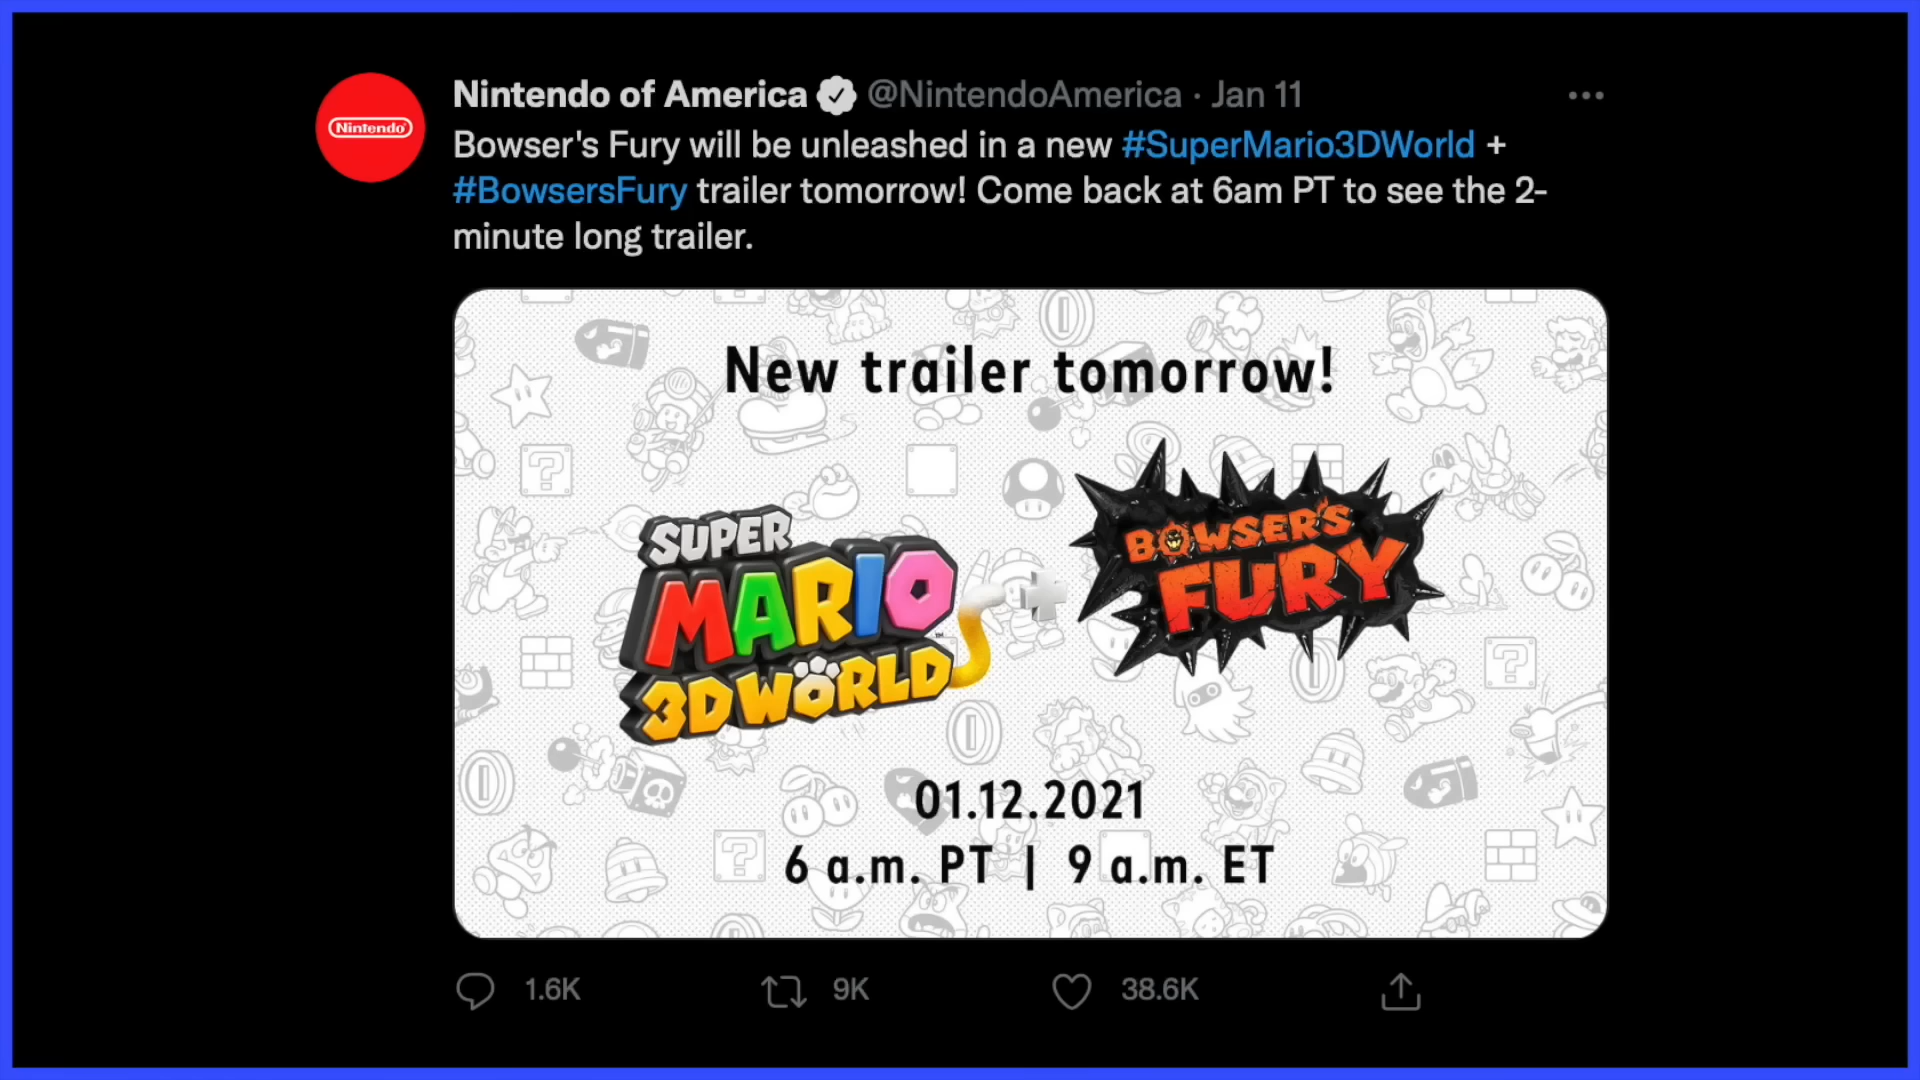 Nintendo of America @NintendoAmerica · Jan 11
Nintendo
Bowser's Fury will be unleashed in a new #SuperMario3DWorld +
#BowsersFury trailer tomorrow! Come back at 6am PT to see the 2-
minute long trailer.
New trailer tomorrow!
SUPER
MARIO
3D WORLD
TM
+
BOWSER'S
FURY
01.12.2021
6 a.m. PT | 9 a.m. ET
1.6K 9K 38.6K